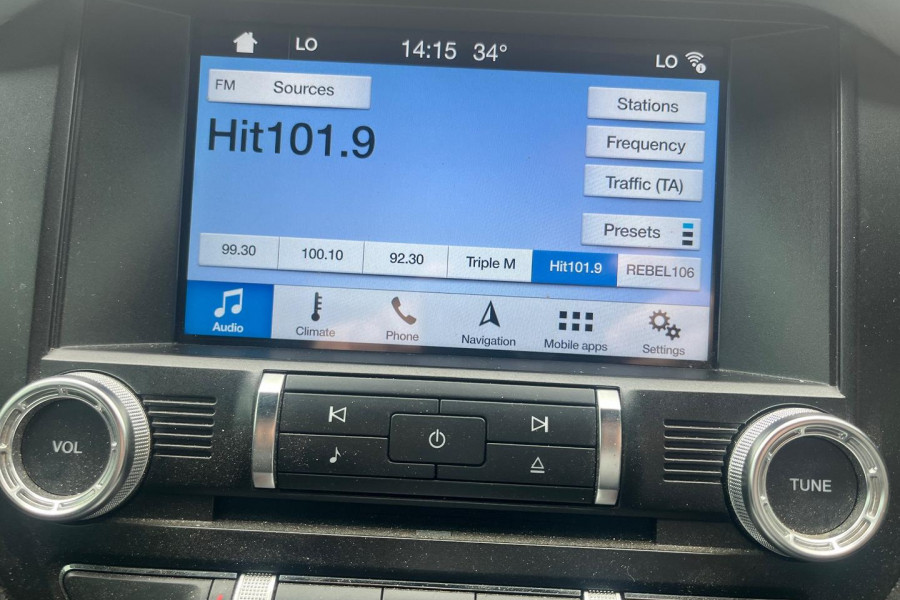 LO 14:15 34° LO
FM Sources
Stations
Hit101.9
Frequency
Traffic (TA)
Presets
99.30 100.10 92.30 Triple M Hit101.9 REBEL106
Audio Climate Phone Navigation Mobile apps Settings
VOL
TUNE